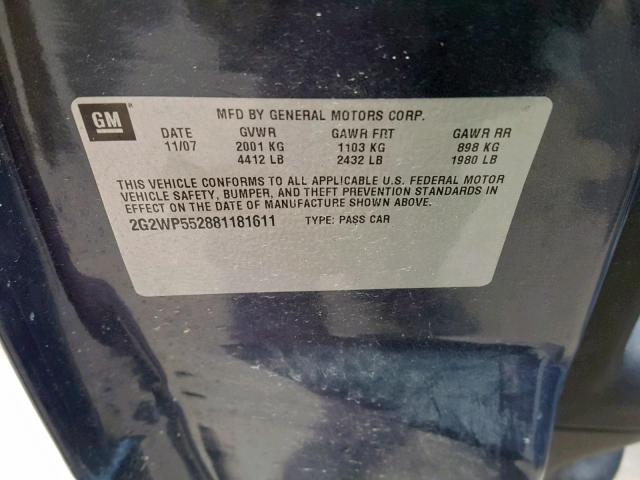 GM
MFD BY GENERAL MOTORS CORP.
DATE GVWR GAWR FRT GAWR RR
11/07 2001 KG 1103 KG 898 KG
4412 LB 2432 LB 1980 LB
THIS VEHICLE CONFORMS TO ALL APPLICABLE U.S. FEDERAL MOTOR
VEHICLE SAFETY, BUMPER, AND THEFT PREVENTION STANDARDS IN
EFFECT ON THE DATE OF MANUFACTURE SHOWN ABOVE.
2G2WP552881181611 TYPE: PASS CAR